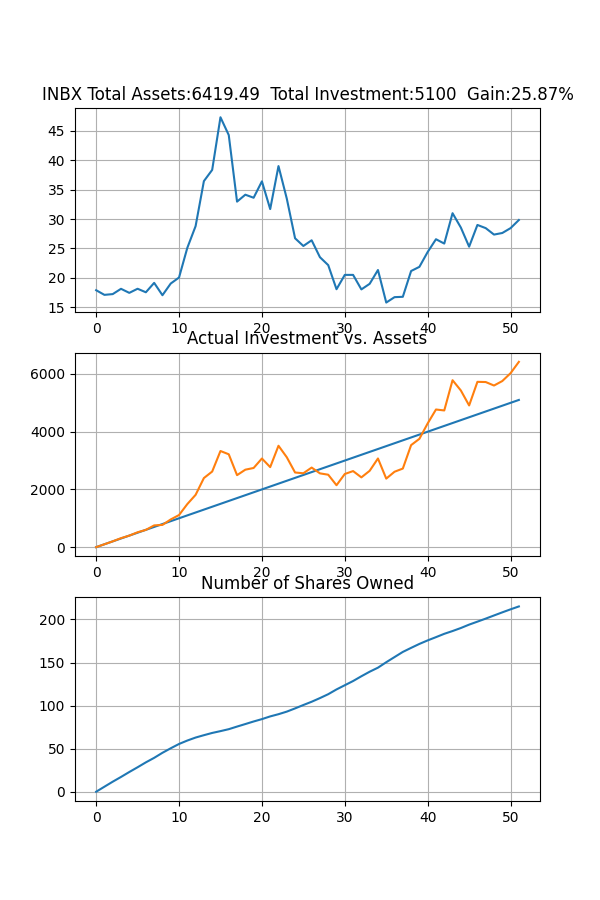 INBX Total Assets:6419.49  Total Investment:5100  Gain:25.87%
45
40
35
30
25
20
15
0 10 20 30 40 50
Actual Investment vs. Assets
6000
4000
2000
0
0 10 20 30 40 50
Number of Shares Owned
200
150
100
50
0
0 10 20 30 40 50